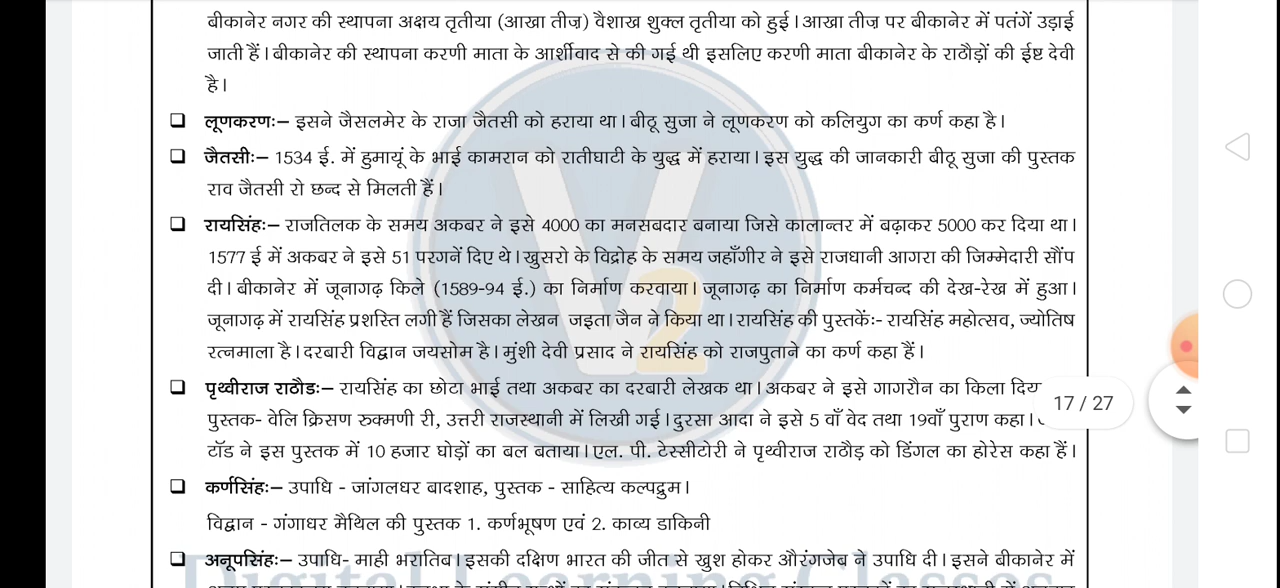 बीकानेर नगर की स्थापना अक्षय तृतीया (आखा तीज) वैशाख शुक्ल तृतीया को हुई। आखा तीज पर बीकानेर में पतंगें उड़ाई
जाती हैं। बीकानेर की स्थापना करणी माता के आर्शीवाद से की गई थी इसलिए करणी माता बीकानेर के राठौड़ों की ईष्ट देवी
है।
❑ लूणकरणः– इसने जैसलमेर के राजा जैतसी को हराया था। बीठू सुजा ने लूणकरण को कलियुग का कर्ण कहा है।
❑ जैतसीः– 1534 ई. में हुमायूं के भाई कामरान को रातीघाटी के युद्ध में हराया। इस युद्ध की जानकारी बीठू सुजा की पुस्तक
राव जैतसी रो छन्द से मिलती हैं।
❑ रायसिंहः– राजतिलक के समय अकबर ने इसे 4000 का मनसबदार बनाया जिसे कालान्तर में बढ़ाकर 5000 कर दिया था।
1577 ई में अकबर ने इसे 51 परगनें दिए थे। खुसरो के विद्रोह के समय जहाँगीर ने इसे राजधानी आगरा की जिम्मेदारी सौंप
दी। बीकानेर में जूनागढ़ किले (1589-94 ई.) का निर्माण करवाया। जूनागढ़ का निर्माण कर्मचन्द की देख-रेख में हुआ।
जूनागढ़ में रायसिंह प्रशस्ति लगी हैं जिसका लेखन जइता जैन ने किया था। रायसिंह की पुस्तकेंः- रायसिंह महोत्सव, ज्योतिष
रत्नमाला है। दरबारी विद्वान जयसोम है। मुंशी देवी प्रसाद ने रायसिंह को राजपुताने का कर्ण कहा हैं।
❑ पृथ्वीराज राठौडः– रायसिंह का छोटा भाई तथा अकबर का दरबारी लेखक था। अकबर ने इसे गागरौन का किला
पुस्तक- वेलि क्रिसण रुक्मणी री, उत्तरी राजस्थानी में लिखी गई। दुरसा आदा ने इसे 5 वाँ वेद तथा 19वाँ पुराण कहा।
टॉड ने इस पुस्तक में 10 हजार घोड़ों का बल बताया। एल. पी. टेस्सीटोरी ने पृथ्वीराज राठौड़ को डिंगल का होरेस कहा हैं।
17 / 27
❑ कर्णसिंहः– उपाधि - जांगलधर बादशाह, पुस्तक - साहित्य कल्पद्रुम।
विद्वान - गंगाधर मैथिल की पुस्तक 1. कर्णभूषण एवं 2. काव्य डाकिनी
❑ अनूपसिंहः– उपाधि- माही भरातिब। इसकी दक्षिण भारत की जीत से खुश होकर औरंगजेब ने उपाधि दी। इसने बीकानेर में